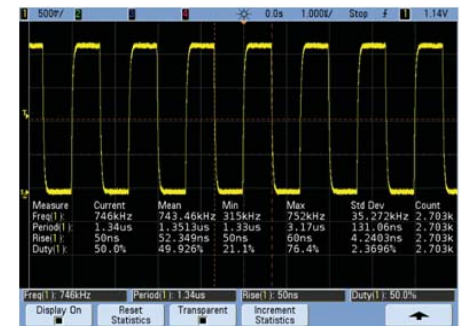 1 500▽/ 2 3 4 0.0s 1.000▽/ Stop 1 1.14V
Measure Current Mean Min Max Std Dev Count
Freq(1): 746kHz 743.46kHz 315kHz 752kHz 35.272kHz 2.703k
Period(1): 1.34us 1.3513us 1.33us 3.17us 131.06ns 2.703k
Rise(1): 50ns 52.349ns 50ns 60ns 4.2403ns 2.703k
Duty(1): 50.0% 49.926% 21.1% 76.4% 2.3696% 2.703k
Freq(1): 746kHz Period(1): 1.34us Rise(1): 50ns Duty(1): 50.0%
Display On Reset Statistics Transparent Increment Statistics